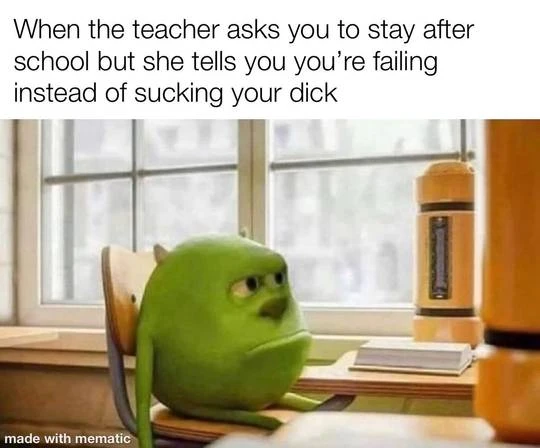 When the teacher asks you to stay after
school but she tells you you’re failing
instead of sucking your dick
made with mematic